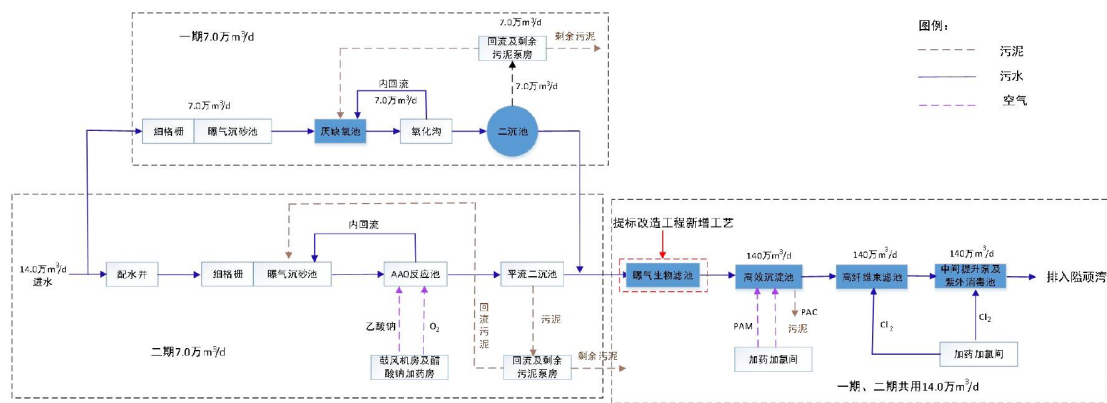 一期7.0万m³/d
7.0万m³/d
细格栅
曝气沉砂池
厌缺氧池
内回流
7.0万m³/d
氧化沟
二沉池
7.0万m³/d
7.0万m³/d
回流及剩余
污泥泵房
剩余污泥
图例:
污泥
污水
空气
14.0万m³/d
进水
配水井
细格栅
曝气沉砂池
内回流
AAO反应池
平流二沉池
乙酸钠
O₂
鼓风机房及醋
酸钠加药房
回流污泥
污泥
回流及剩余
污泥泵房
剩余污泥
二期7.0万m³/d
提标改造工程新增工艺
曝气生物滤池
140万m³/d
高效沉淀池
140万m³/d
高纤维束滤池
140万m³/d
中间提升泵及
紫外消毒池
排入隘顽湾
PAM
PAC
污泥
加药加氯间
Cl₂
Cl₂
加药加氯间
一期、二期共用14.0万m³/d